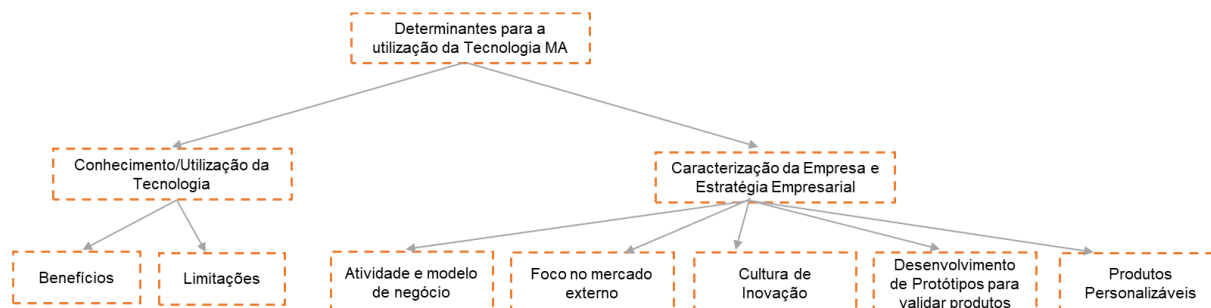 Determinantes para a
utilização da Tecnologia MA
Conhecimento/Utilização da
Tecnologia
Caracterização da Empresa e
Estratégia Empresarial
Benefícios
Limitações
Atividade e modelo
de negócio
Foco no mercado
externo
Cultura de
Inovação
Desenvolvimento
de Protótipos para
validar produtos
Produtos
Personalizáveis